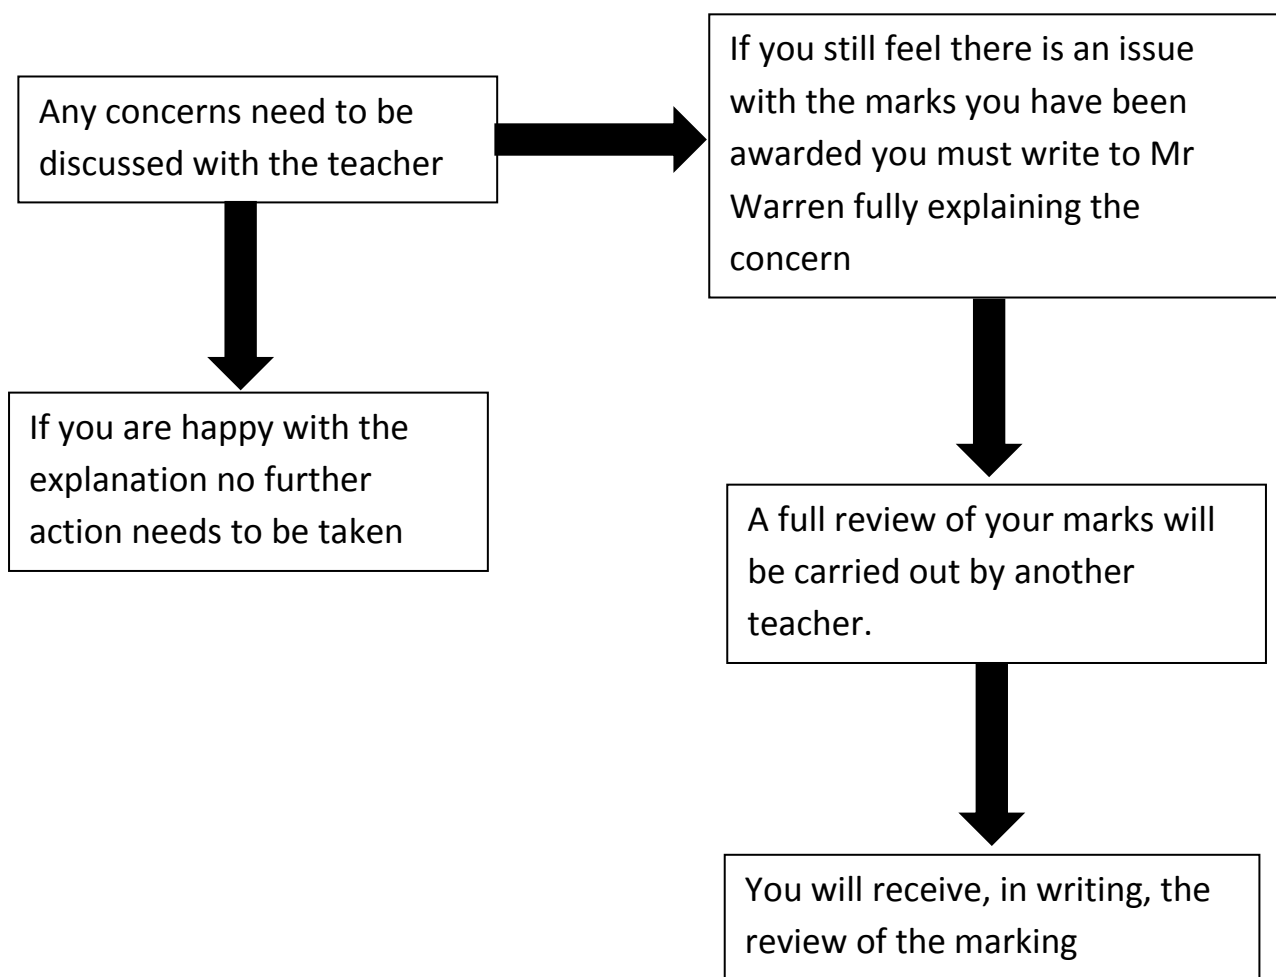 Any concerns need to be
discussed with the teacher
If you still feel there is an issue
with the marks you have been
awarded you must write to Mr
Warren fully explaining the
concern
If you are happy with the
explanation no further
action needs to be taken
A full review of your marks will
be carried out by another
teacher.
You will receive, in writing, the
review of the marking